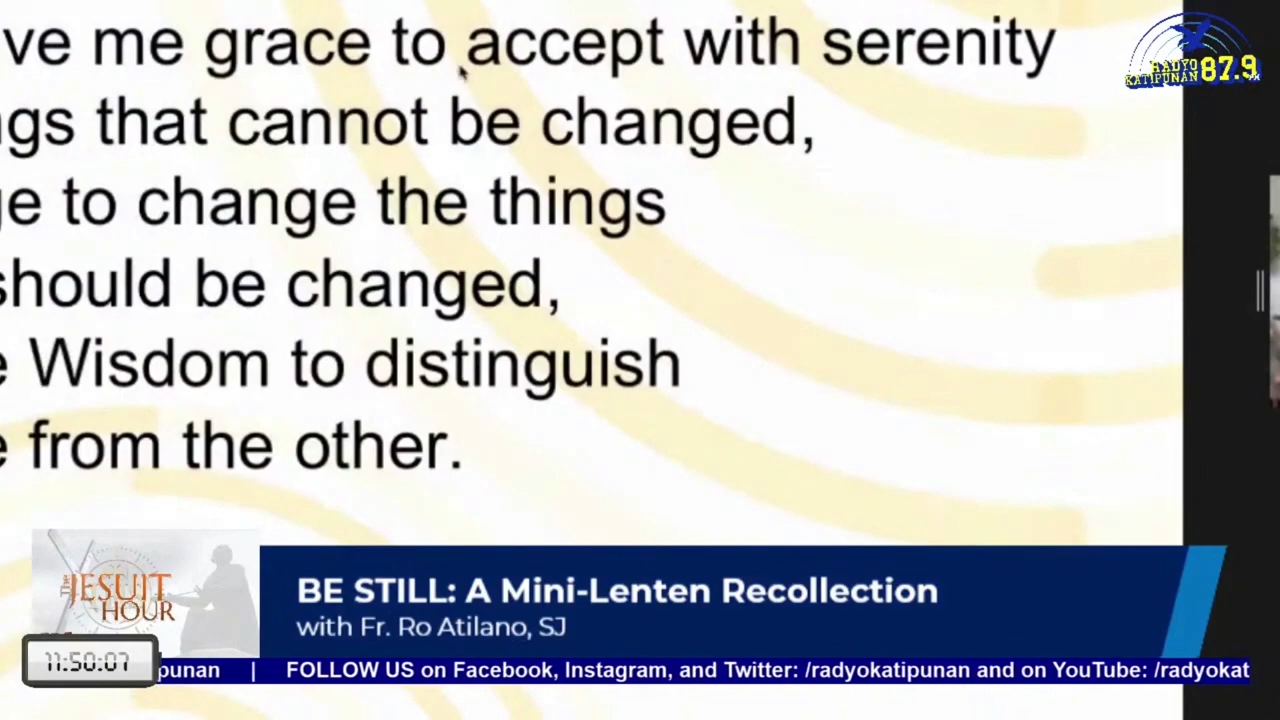 ve me grace to accept with serenity
ngs that cannot be changed,
ge to change the things
should be changed,
e Wisdom to distinguish
e from the other.
RADYO
KATIPUNAN 87.9
The
JESUIT
HOUR
BE STILL: A Mini-Lenten Recollection
with Fr. Ro Atilano, SJ
11:50:07
punan | FOLLOW US on Facebook, Instagram, and Twitter: /radyokatipunan and on YouTube: /radyokat